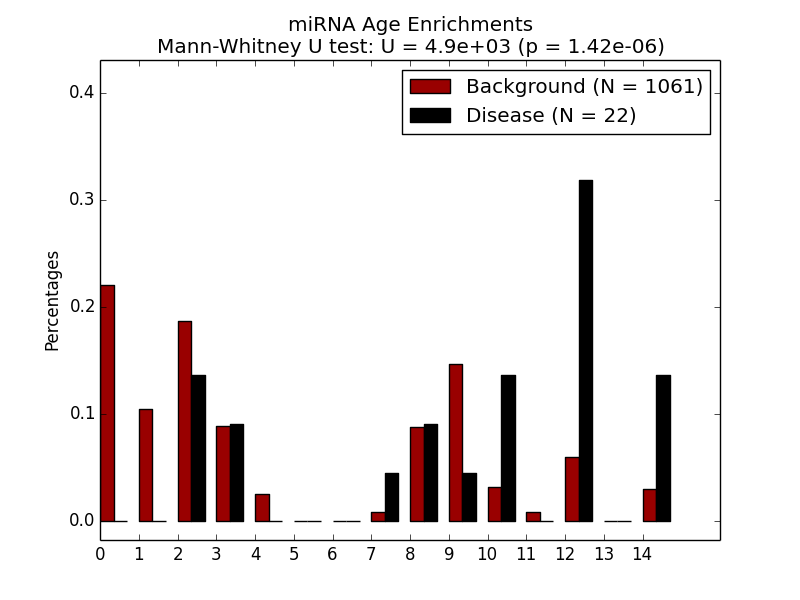 miRNA Age Enrichments
Mann-Whitney U test: U = 4.9e+03 (p = 1.42e-06)
Background (N = 1061)
Disease (N = 22)
Percentages
0.4
0.3
0.2
0.1
0.0
0 1 2 3 4 5 6 7 8 9 10 11 12 13 14